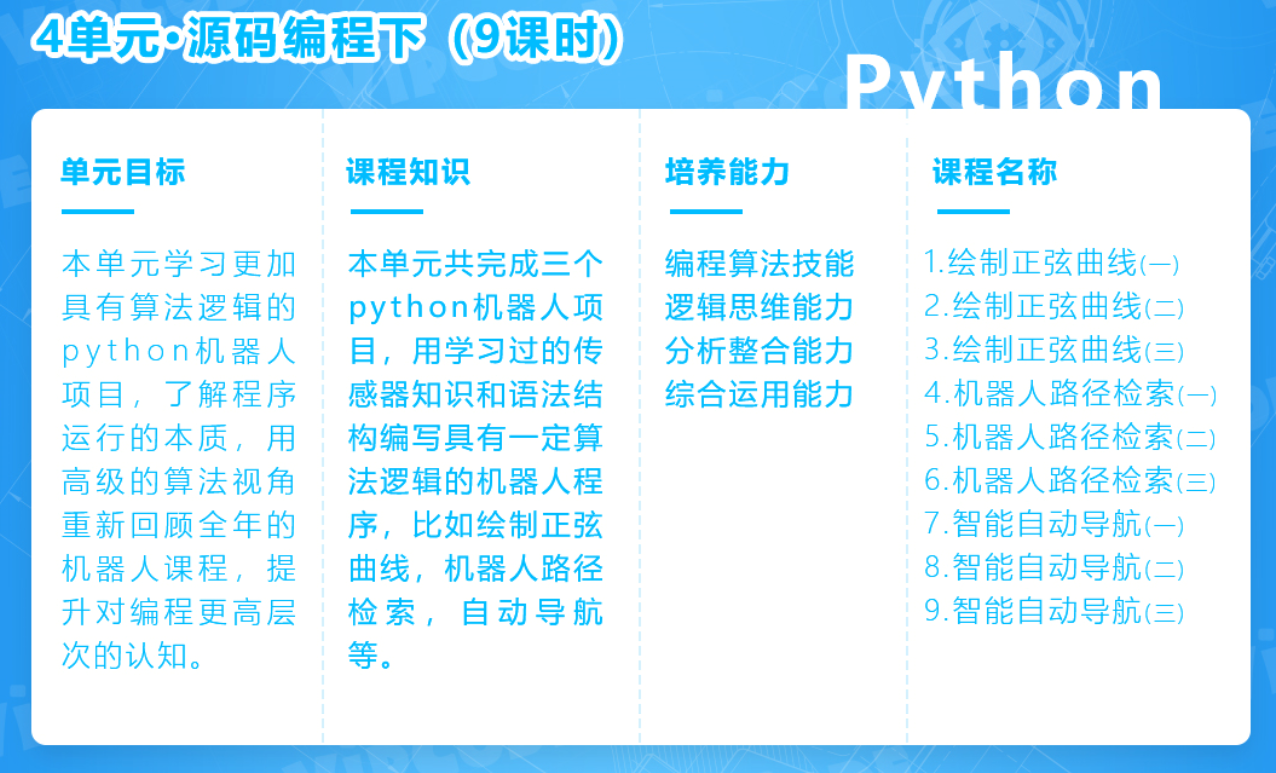 4单元·源码编程下（9课时）
Python
单元目标
本单元学习更加
具有算法逻辑的
python机器人
项目，了解程序
运行的本质，用
高级的算法视角
重新回顾全年的
机器人课程，提
升对编程更高层
次的认知。
课程知识
本单元共完成三个
python机器人项
目，用学习过的传
感器知识和语法结
构编写具有一定算
法逻辑的机器人程
序，比如绘制正弦
曲线，机器人路径
检索，自动导航
等。
培养能力
编程算法技能
逻辑思维能力
分析整合能力
综合运用能力
课程名称
1.绘制正弦曲线(一)
2.绘制正弦曲线(二)
3.绘制正弦曲线(三)
4.机器人路径检索(一)
5.机器人路径检索(二)
6.机器人路径检索(三)
7.智能自动导航(一)
8.智能自动导航(二)
9.智能自动导航(三)